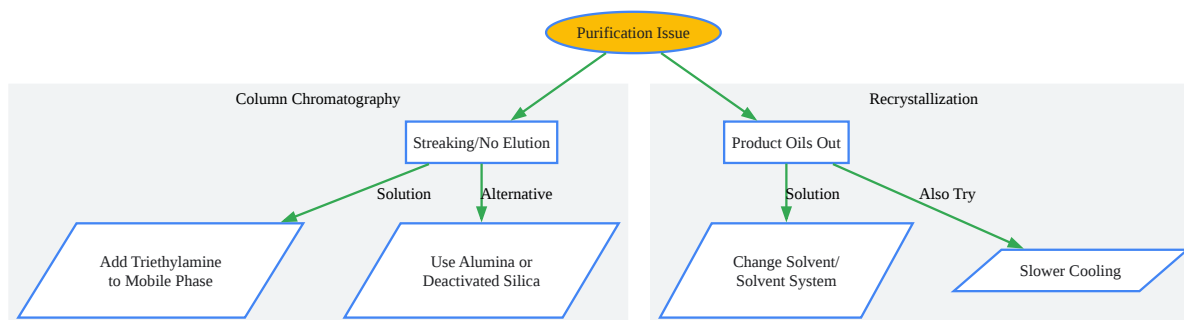 Purification Issue
Column Chromatography
Recrystallization
Streaking/No Elution
Product Oils Out
Solution
Alternative
Solution
Also Try
Add Triethylamine
to Mobile Phase
Use Alumina or
Deactivated Silica
Change Solvent/
Solvent System
Slower Cooling